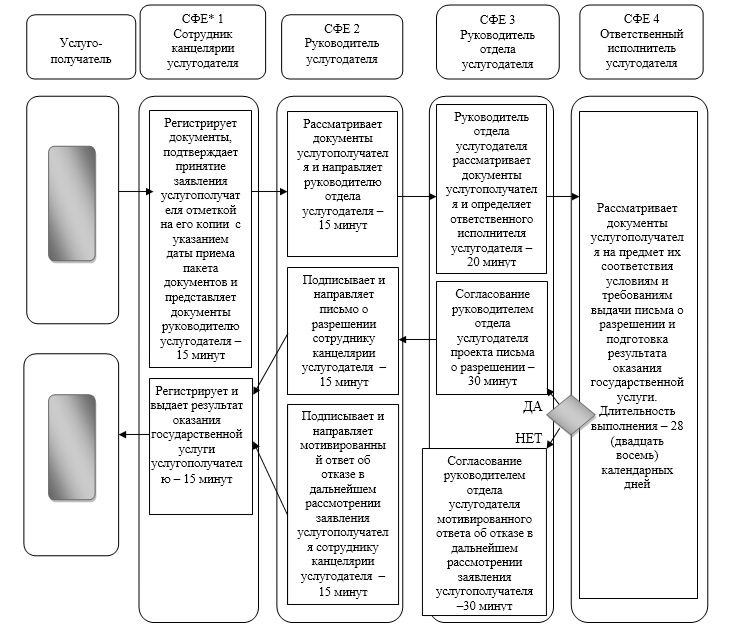 Услуго-
получатель
СФЕ* 1
Сотрудник
канцелярии
услугодателя
СФЕ 2
Руководитель
услугодателя
СФЕ 3
Руководитель
отдела
услугодателя
СФЕ 4
Ответственный
исполнитель
услугодателя
Регистрирует
документы,
подтверждает
принятие
заявления
услугополучат
еля отметкой
на его копии с
указанием
даты приема
пакета
документов и
представляет
документы
руководителю
услугодателя –
15 минут
Рассматривает
документы
услугополучател
я и направляет
руководителю
отдела
услугодателя –
15 минут
Руководитель
отдела
услугодателя
рассматривает
документы
услугополучател
я и определяет
ответственного
исполнителя
услугодателя –
20 минут
Рассматривает
документы
услугополучател
я на предмет их
соответствия
условиям и
требованиям
выдачи письма о
разрешении и
подготовка
результата
оказания
государственной
услуги.
Длительность
выполнения – 28
(двадцать
восемь)
календарных
дней
Подписывает и
направляет
письмо о
разрешении
сотруднику
канцелярии
услугодателя –
15 минут
Согласование
руководителем
отдела
услугодателя
проекта письма
о разрешении –
30 минут
ДА
НЕТ
Регистрирует и
выдает результат
оказания
государственной
услуги
услугополучател
ю – 15 минут
Подписывает и
направляет
мотивированны
й ответ об
отказе в
дальнейшем
рассмотрении
заявления
услугополучател
я сотруднику
канцелярии
услугодателя –
15 минут
Согласование
руководителем
отдела
услугодателя
мотивированного
ответа об отказе в
дальнейшем
рассмотрении
заявления
услугополучателя
–30 минут